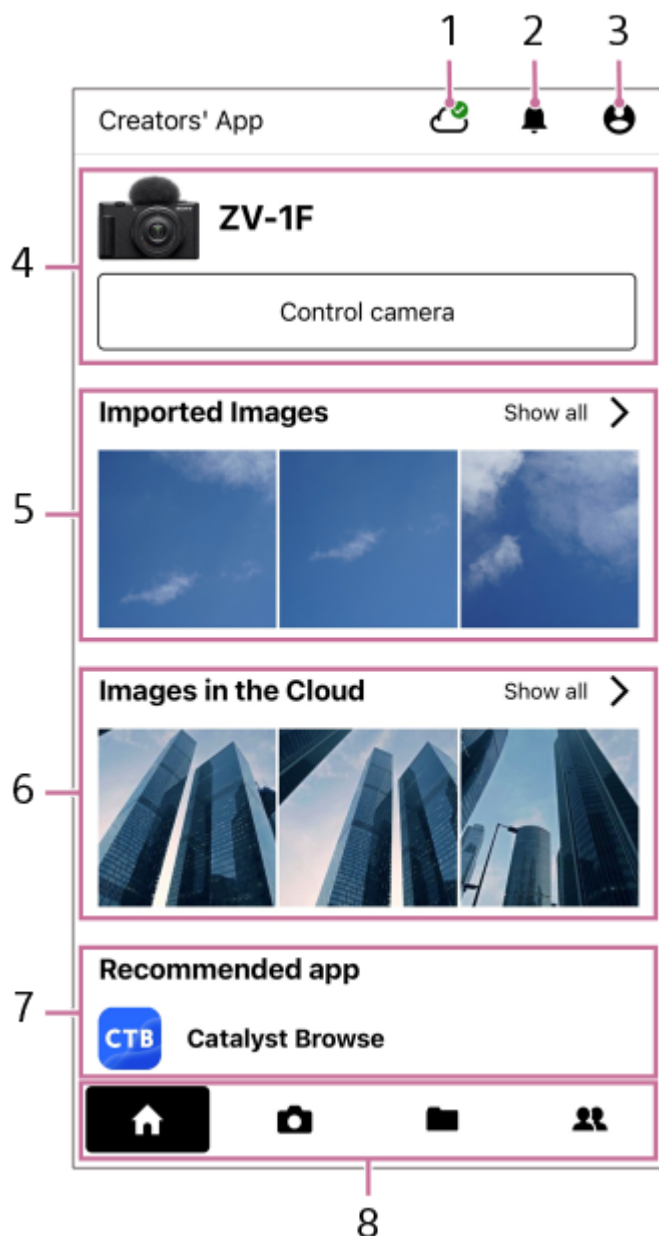 1 2 3
Creators' App
4
ZV-1F
Control camera
5
Imported Images Show all
6
Images in the Cloud Show all
7
Recommended app
CTB Catalyst Browse
8